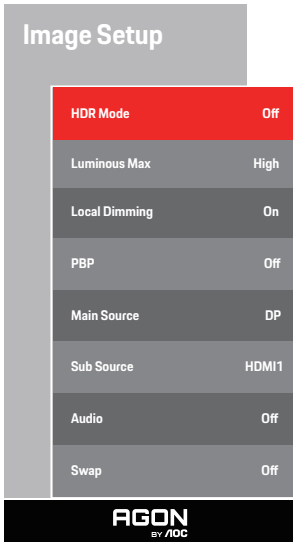 Image Setup
HDR Mode Off
Luminous Max High
Local Dimming On
PBP Off
Main Source DP
Sub Source HDMI1
Audio Off
Swap Off
AGON
BY AOC